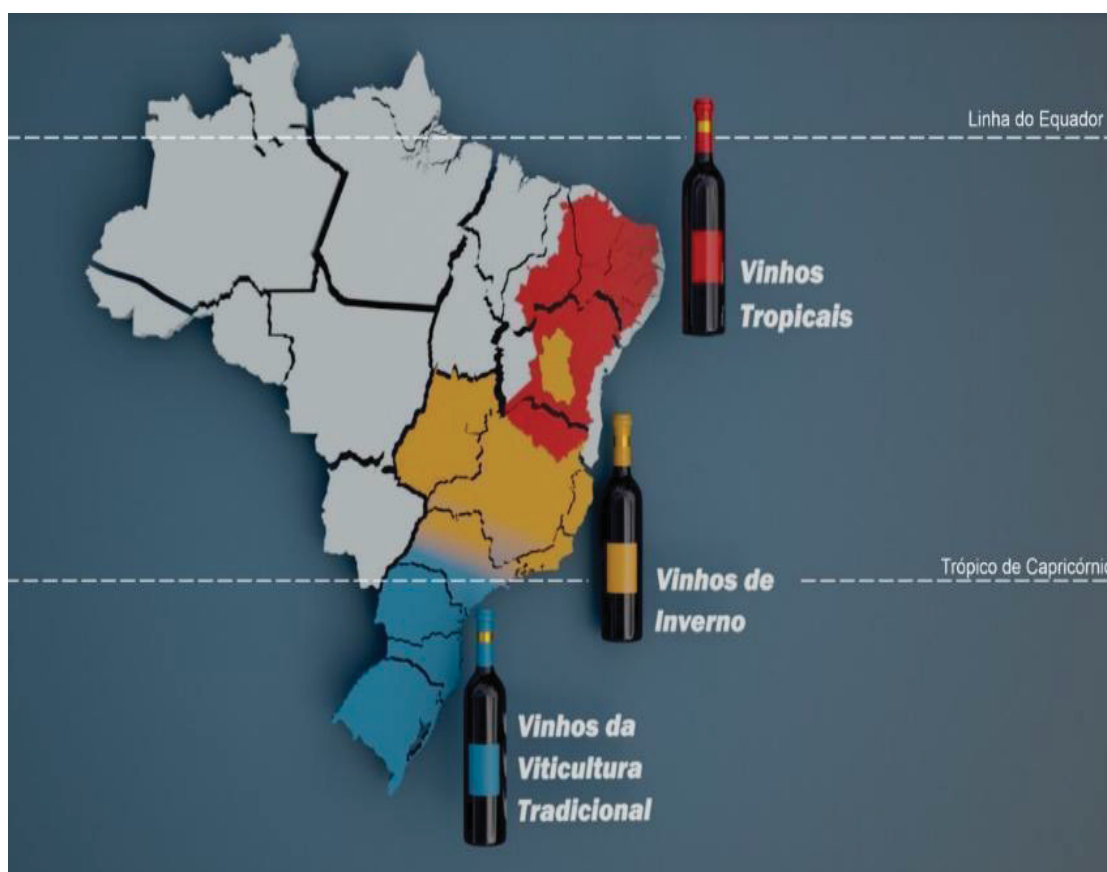 Linha do Equador
Vinhos
Tropicais
Trópico de Capricórnio
Vinhos de
Inverno
Vinhos da
Viticultura
Tradicional